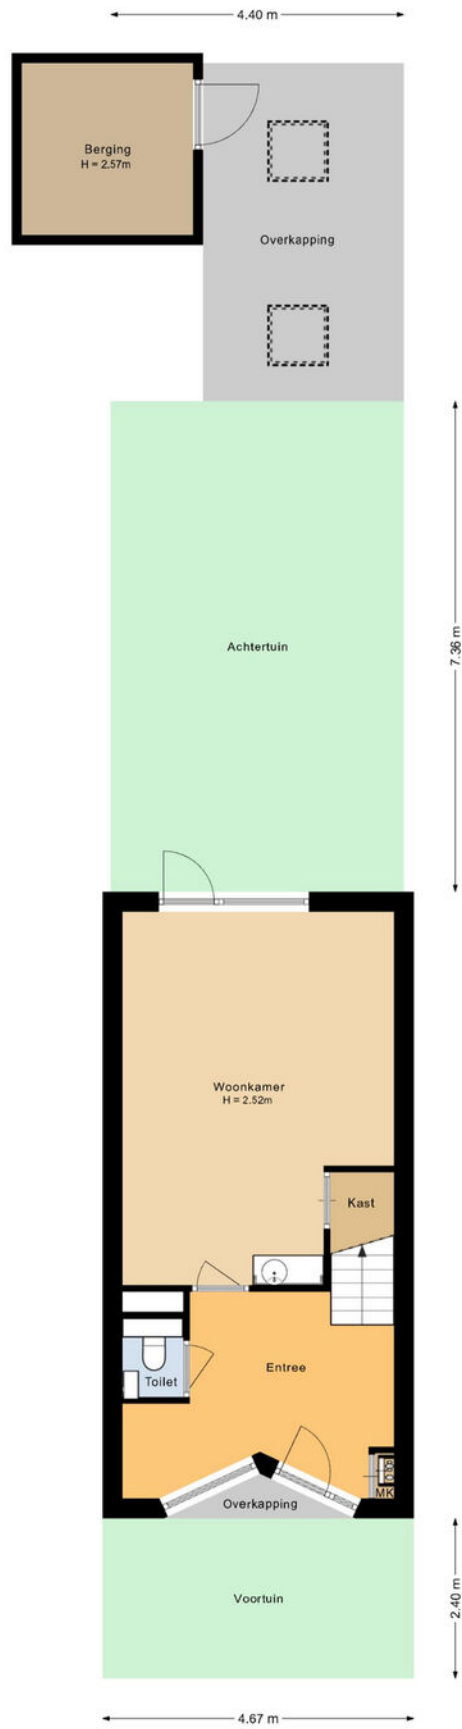 4.40 m
Berging
H = 2.57m
Overkapping
7.36 m
Achtertuin
Woonkamer
H = 2.52m
Kast
Entree
Toilet
MK
Overkapping
Voortuin
2.40 m
4.67 m